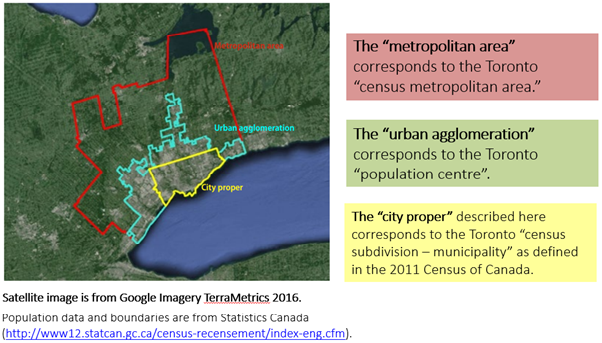 Metropolitan area
Urban agglomeration
City proper
The “metropolitan area”
corresponds to the Toronto
“census metropolitan area.”
The “urban agglomeration”
corresponds to the Toronto
“population centre”.
The “city proper” described here
corresponds to the Toronto “census
subdivision – municipality” as defined
in the 2011 Census of Canada.
Satellite image is from Google Imagery TerraMetrics 2016.
Population data and boundaries are from Statistics Canada
(http://www12.statcan.gc.ca/census-recensement/index-eng.cfm).